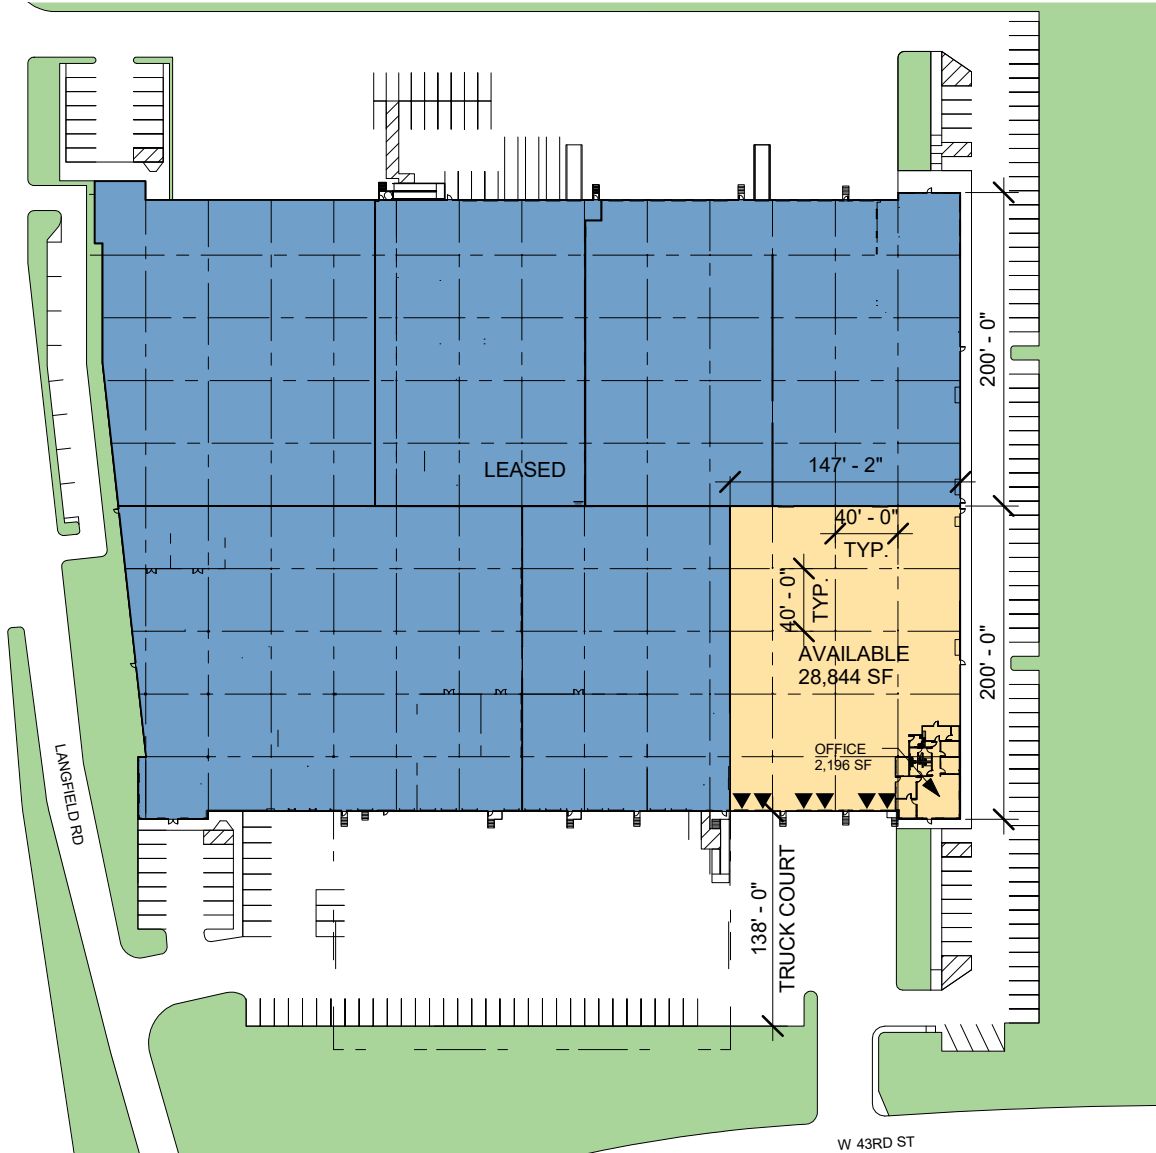 200' - 0"
147' - 2"
LEASED
40' - 0"
TYP.
40' - 0"
TYP.
AVAILABLE
28,844 SF
200' - 0"
OFFICE
2,196 SF
LANGFIELD RD
138' - 0"
TRUCK COURT
W 43RD ST